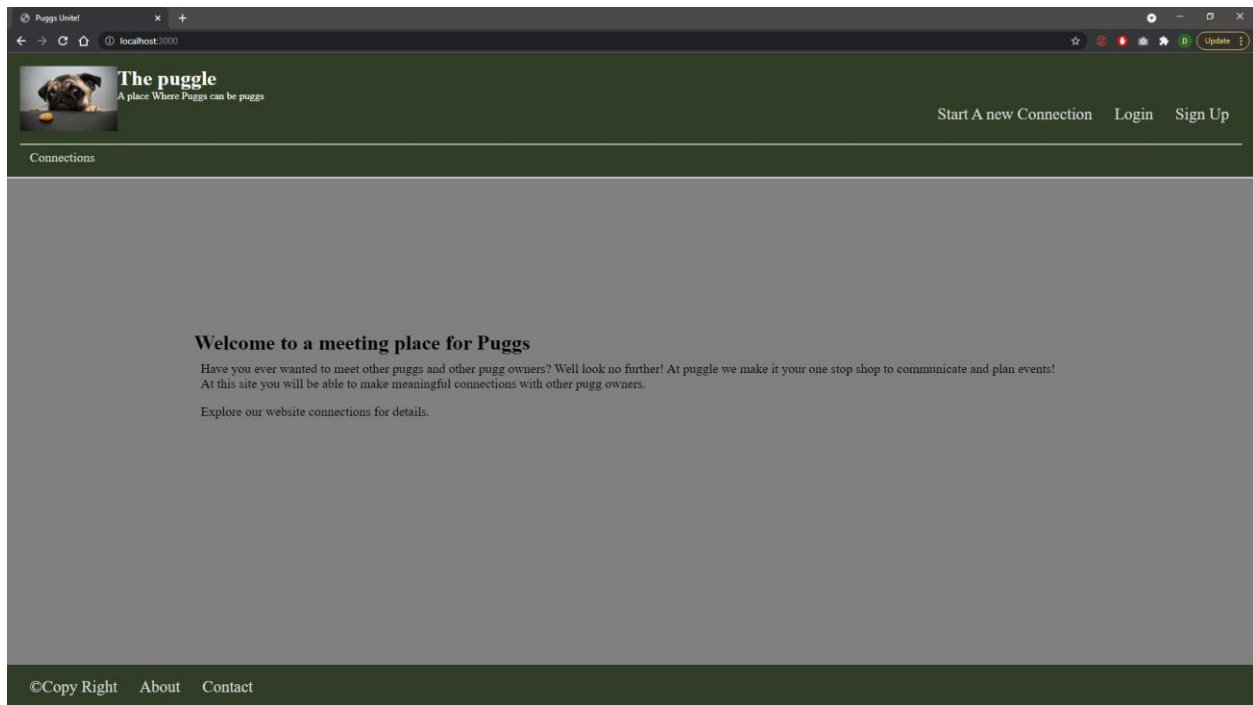 Puggs Unite!
localhost:3000
D
Update
The puggle
A place Where Puggs can be puggs
Start A new Connection Login Sign Up
Connections
Welcome to a meeting place for Puggs
Have you ever wanted to meet other puggs and other pugg owners? Well look no further! At puggle we make it your one stop shop to communicate and plan events!
At this site you will be able to make meaningful connections with other pugg owners.
Explore our website connections for details.
©Copy Right About Contact